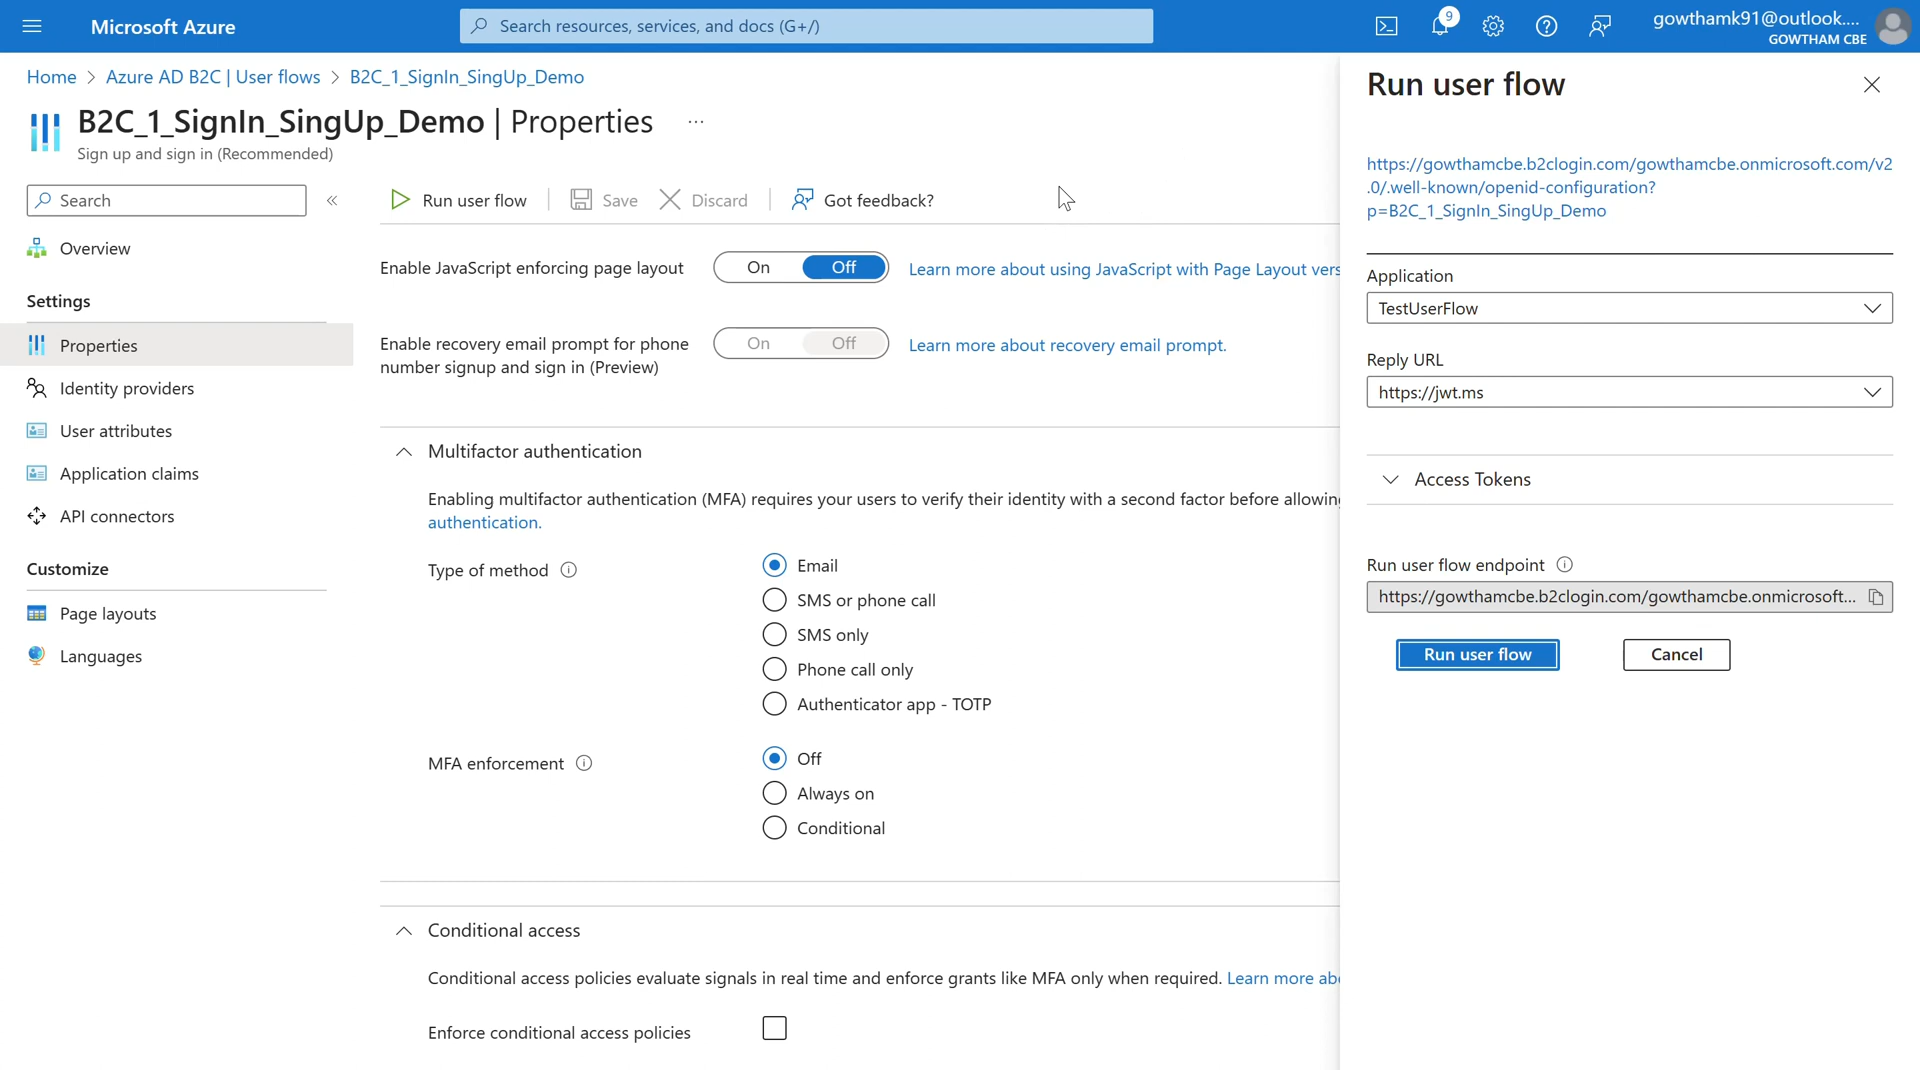 Microsoft Azure
Search resources, services, and docs (G+/)
9
gowthamk91@outlook....
GOWTHAM CBE
Home > Azure AD B2C | User flows > B2C_1_SignIn_SingUp_Demo
B2C_1_SignIn_SingUp_Demo | Properties ...
Sign up and sign in (Recommended)
Search
«
Overview
Settings
Properties
Identity providers
User attributes
Application claims
API connectors
Customize
Page layouts
Languages
Run user flow
Save
Discard
Got feedback?
Enable JavaScript enforcing page layout
On Off
Learn more about using JavaScript with Page Layout vers
Enable recovery email prompt for phone
number signup and sign in (Preview)
On Off
Learn more about recovery email prompt.
Multifactor authentication
Enabling multifactor authentication (MFA) requires your users to verify their identity with a second factor before allowing
authentication.
Type of method
Email
SMS or phone call
SMS only
Phone call only
Authenticator app - TOTP
MFA enforcement
Off
Always on
Conditional
Conditional access
Conditional access policies evaluate signals in real time and enforce grants like MFA only when required. Learn more abo
Enforce conditional access policies
Run user flow
https://gowthamcbe.b2clogin.com/gowthamcbe.onmicrosoft.com/v2
.0/.well-known/openid-configuration?
p=B2C_1_SignIn_SingUp_Demo
Application
TestUserFlow
Reply URL
https://jwt.ms
Access Tokens
Run user flow endpoint
https://gowthamcbe.b2clogin.com/gowthamcbe.onmicrosoft...
Run user flow
Cancel